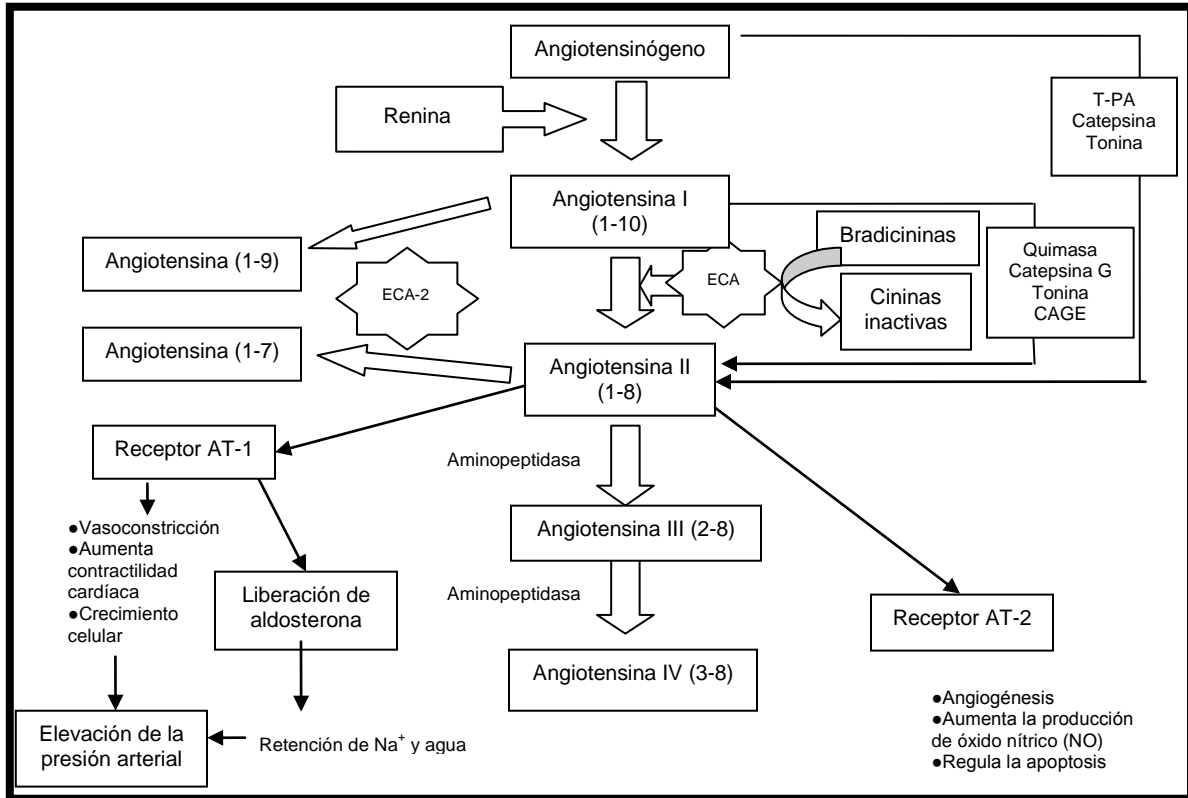 Angiotensinógeno
T-PA
Catepsina
Tonina
Renina
Angiotensina I
(1-10)
Bradicininas
Quimasa
Catepsina G
Tonina
CAGE
Angiotensina (1-9)
ECA-2
ECA
Cininas
inactivas
Angiotensina (1-7)
Angiotensina II
(1-8)
Receptor AT-1
Aminopeptidasa
●Vasoconstricción
●Aumenta
contractilidad
cardíaca
●Crecimiento
celular
Angiotensina III (2-8)
Liberación de
aldosterona
Aminopeptidasa
Receptor AT-2
Angiotensina IV (3-8)
Elevación de la
presión arterial
Retención de Na⁺ y agua
●Angiogénesis
●Aumenta la producción
de óxido nítrico (NO)
●Regula la apoptosis